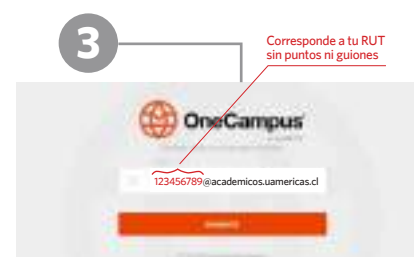 3
Corresponde a tu RUT
sin puntos ni guiones
OneCampus
123456789@academicos.uamericas.cl